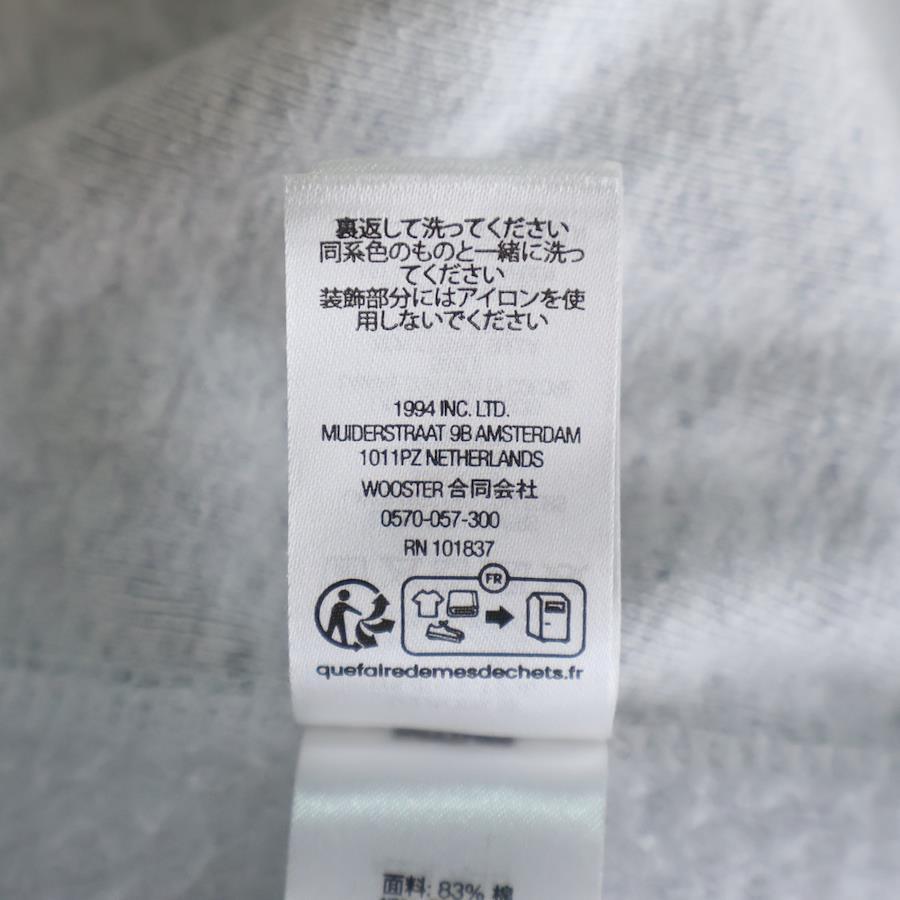 裏返して洗ってください
同系色のものと一緒に洗っ
てください
装飾部分にはアイロンを使
用しないでください
1994 INC. LTD.
MUIDERSTRAAT 9B AMSTERDAM
1011PZ NETHERLANDS
WOOSTER 合同会社
0570-057-300
RN 101837
FR
quefairedemesdechets.fr
面料: 83% 棉